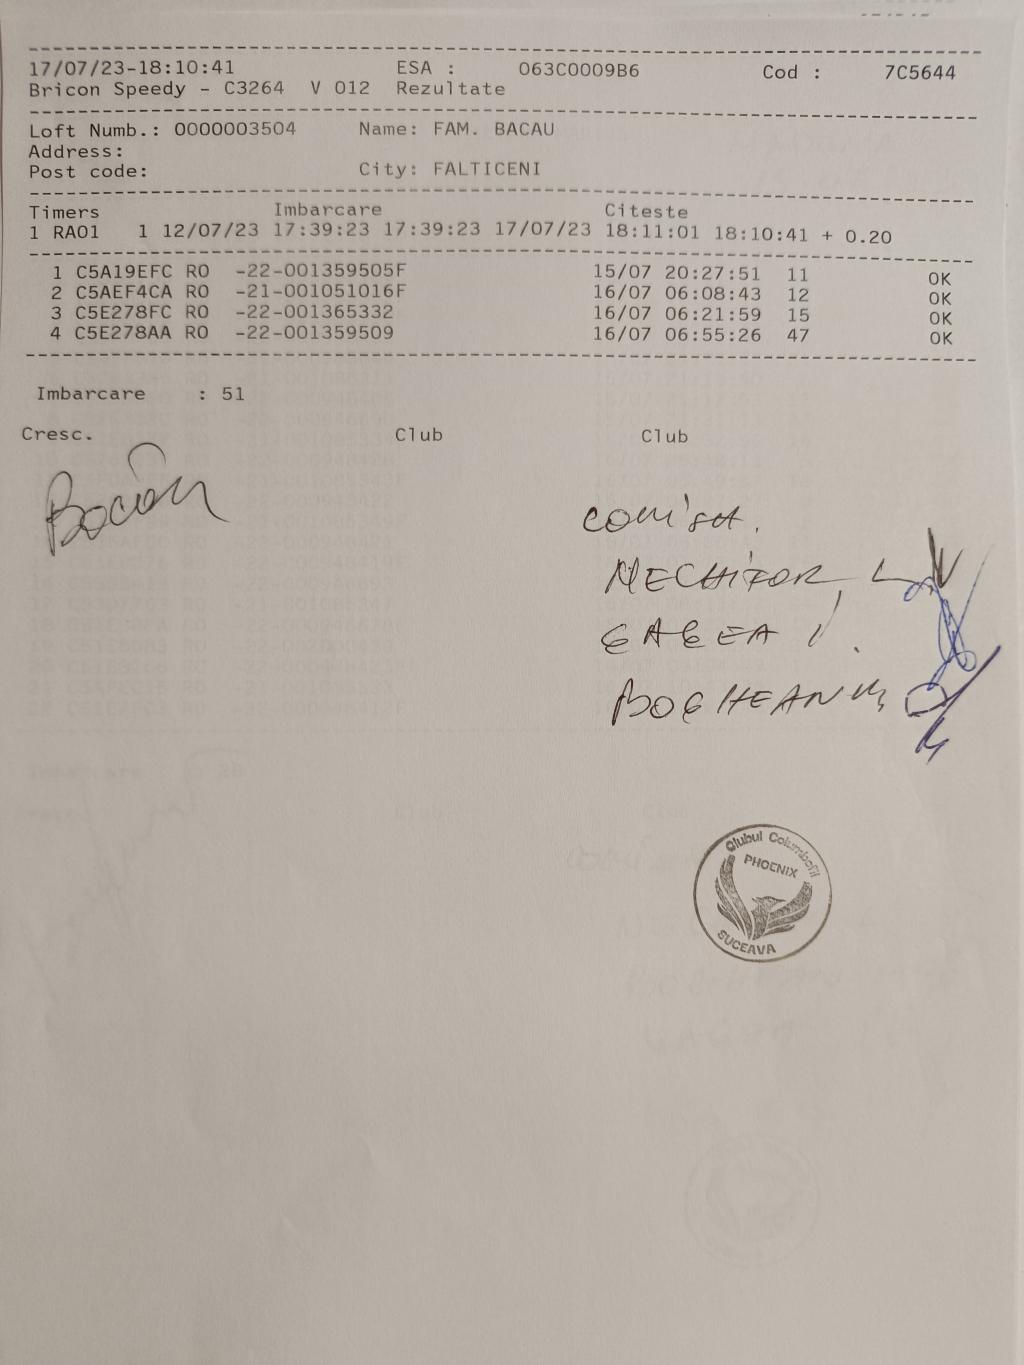 17/07/23-18:10:41 ESA : 063C0009B6 Cod : 7C5644
Bricon Speedy - C3264 V 012 Rezultate
Loft Numb.: 0000003504 Name: FAM. BACAU
Address:
Post code: City: FALTICENI
Timers Imbarcare Citeste
1 RA01 1 12/07/23 17:39:23 17:39:23 17/07/23 18:11:01 18:10:41 + 0.20
1 C5A19EFC RO -22-001359505F 15/07 20:27:51 11 OK
2 C5AEF4CA RO -21-001051016F 16/07 06:08:43 12 OK
3 C5E278FC RO -22-001365332 16/07 06:21:59 15 OK
4 C5E278AA RO -22-001359509 16/07 06:55:26 47 OK
Imbarcare : 51
Cresc. Club Club
Bacău
COMISA.
NECHIFOR L
GAGEA I.
BOGHEAN
Clubul Columbofil
PHOENIX
SUCEAVA